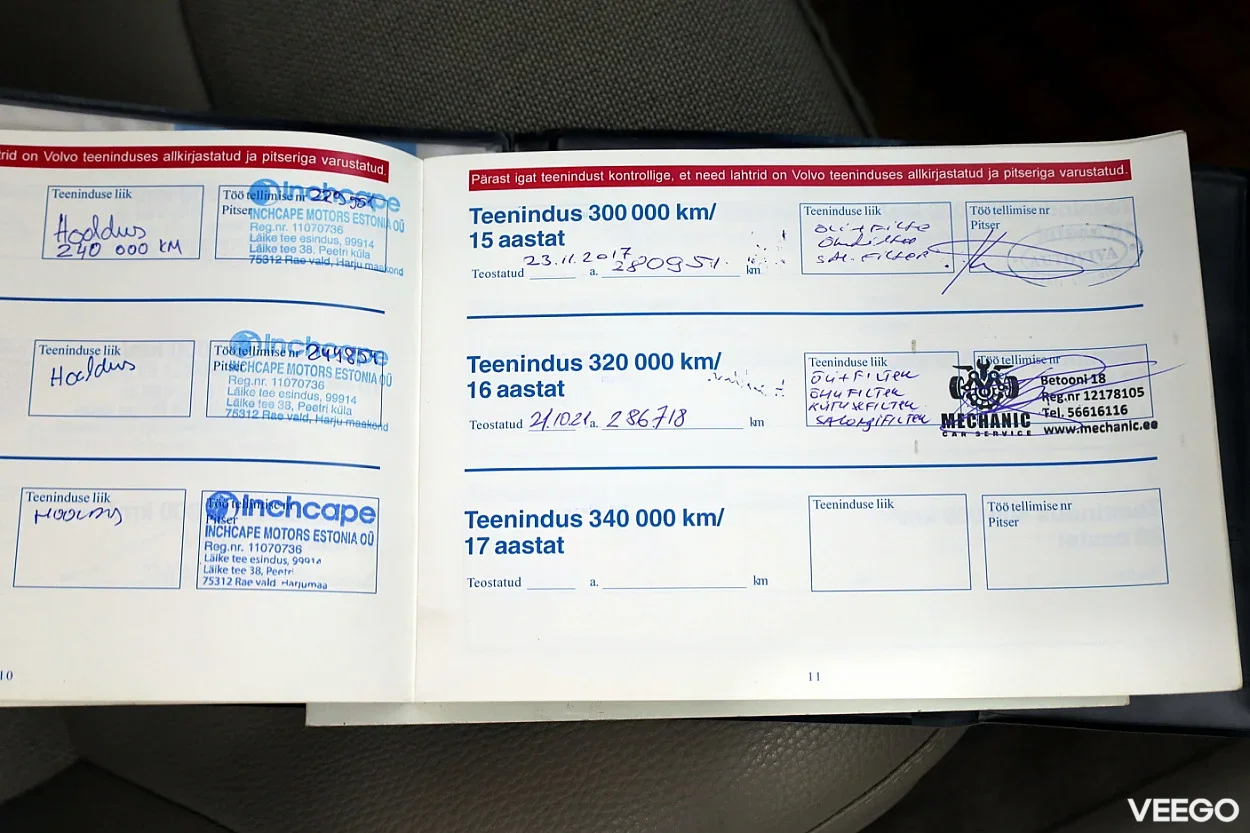 trid on Volvo teeninduses allkirjastatud ja pitseriga varustatud.
Teeninduse liik
Hooldus
240 000 KM
Töö tellimise nr
Pitser
Inchcape
INCHCAPE MOTORS ESTONIA OÜ
Reg.nr. 11070736
Läike tee esindus, 99914
Läike tee 38, Peetri küla
75312 Rae vald, Harju maakond
Teeninduse liik
Hooldus
Töö tellimise nr 244854
Pitser
Inchcape
INCHCAPE MOTORS ESTONIA OÜ
Reg.nr. 11070736
Läike tee esindus, 99914
Läike tee 38, Peetri küla
75312 Rae vald, Harju maakond
Teeninduse liik
HOOLDUS
Töö tellimise nr
Pitser
Inchcape
INCHCAPE MOTORS ESTONIA OÜ
Reg.nr. 11070736
Läike tee esindus, 99914
Läike tee 38, Peetri
75312 Rae vald Harjumaa
10
Pärast igat teenindust kontrollige, et need lahtrid on Volvo teeninduses allkirjastatud ja pitseriga varustatud.
Teenindus 300 000 km/
15 aastat
Teostatud 23.11.2017 a. 280951 km
Teeninduse liik
ÕLI+FILTER
ÕHUFILTER
SAL.FILTER
Töö tellimise nr
Pitser
Teenindus 320 000 km/
16 aastat
Teostatud 21.10.21 a. 286718 km
Teeninduse liik
ÕLI+FILTER
ÕHUFILTER
KÜTUSEFILTER
SALONGIFILTER
Töö tellimise nr
MECHANIC
CAR SERVICE
Betooni 18
Reg.nr 12178105
Tel. 56616116
www.mechanic.ee
Teenindus 340 000 km/
17 aastat
Teostatud a. km
Teeninduse liik
Töö tellimise nr
Pitser
11
VEEGO